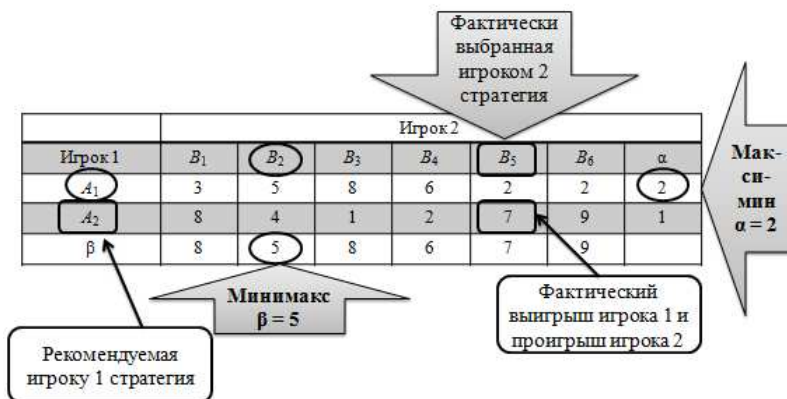 Фактически
выбранная
игроком 2
стратегия
Игрок 2
Игрок 1 B1 B2 B3 B4 B5 B6 α
A1 3 5 8 6 2 2 2
A2 8 4 1 2 7 9 1
β 8 5 8 6 7 9
Мак-
си-
мин
α = 2
Минимакс
β = 5
Фактический
выигрыш игрока 1 и
проигрыш игрока 2
Рекомендуемая
игроку 1 стратегия